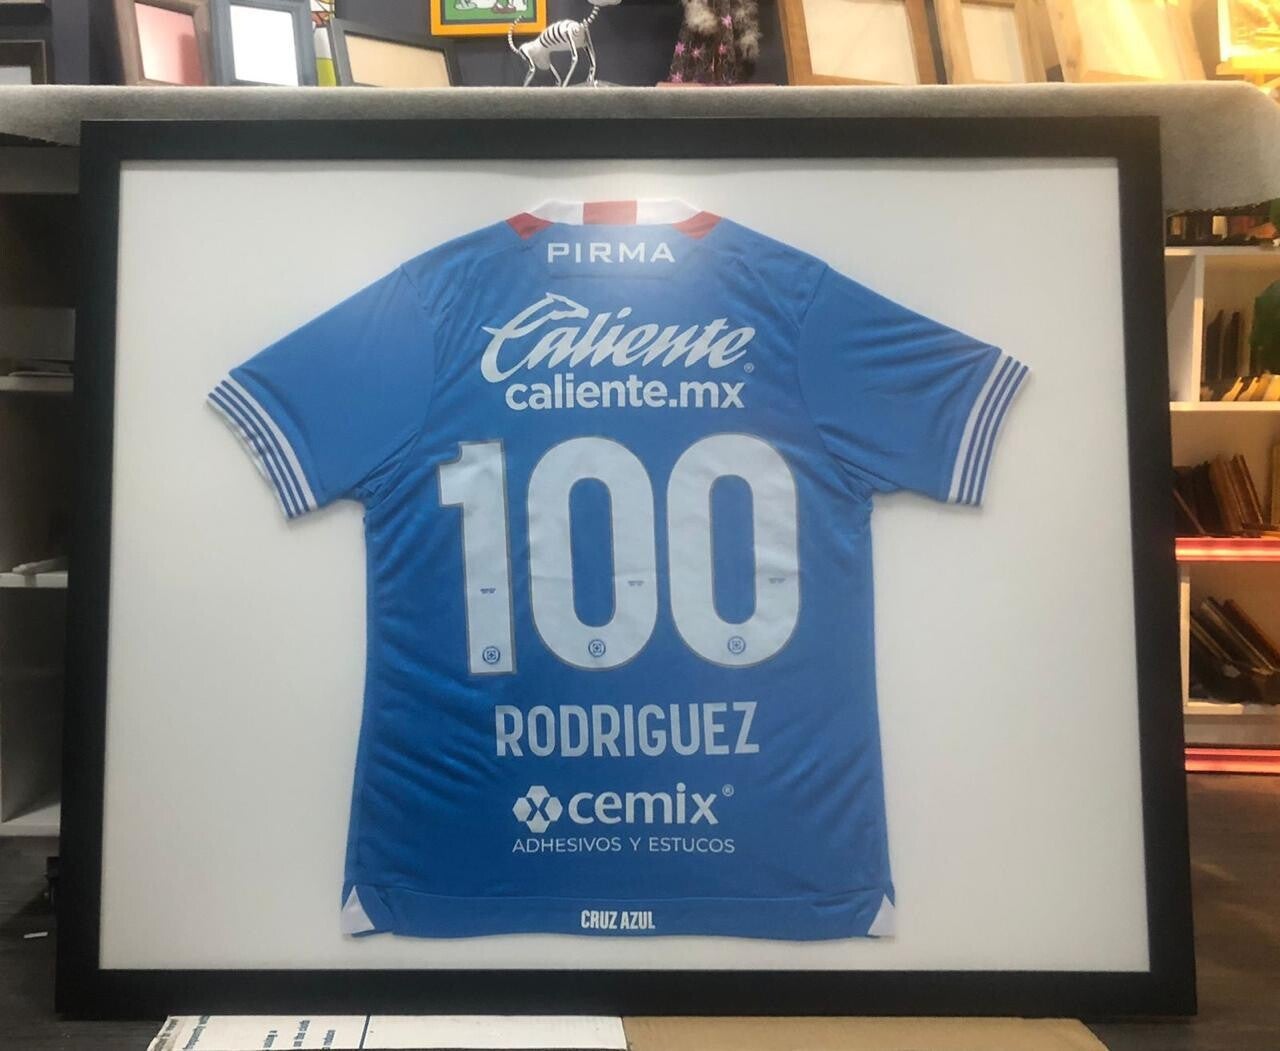 PIRMA
Caliente®
caliente.mx
100
RODRIGUEZ
cemix®
ADHESIVOS Y ESTUCOS
CRUZ AZUL